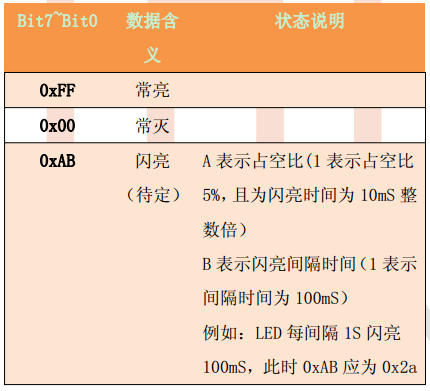 Bit7~Bit0 数据含义 状态说明
0xFF 常亮
0x00 常灭
0xAB 闪亮（待定） A 表示占空比(1 表示占空比
5%,且为闪亮时间为 10mS 整
数倍）
B 表示闪亮间隔时间（1 表示
间隔时间为 100mS）
例如：LED 每间隔 1S 闪亮
100mS，此时 0xAB 应为 0x2a